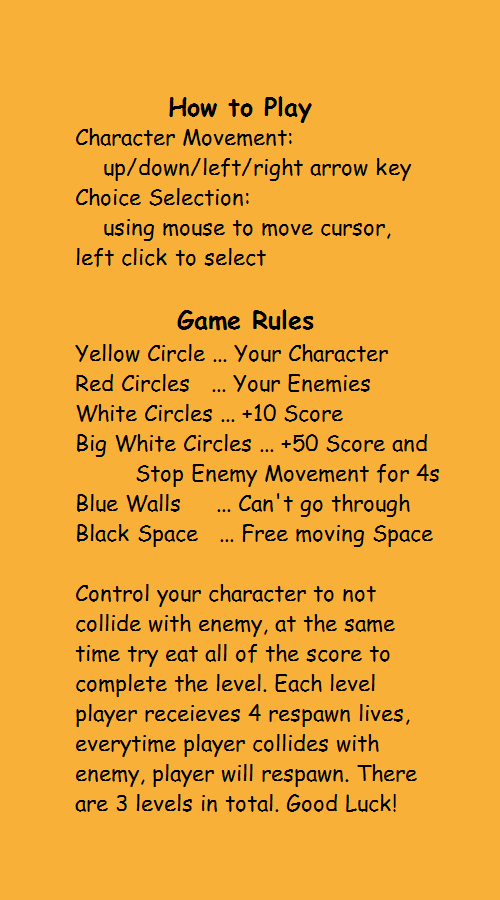 How to Play
Character Movement:
up/down/left/right arrow key
Choice Selection:
using mouse to move cursor,
left click to select
Game Rules
Yellow Circle ... Your Character
Red Circles ... Your Enemies
White Circles ... +10 Score
Big White Circles ... +50 Score and
Stop Enemy Movement for 4s
Blue Walls ... Can't go through
Black Space ... Free moving Space
Control your character to not
collide with enemy, at the same
time try eat all of the score to
complete the level. Each level
player receieves 4 respawn lives,
everytime player collides with
enemy, player will respawn. There
are 3 levels in total. Good Luck!